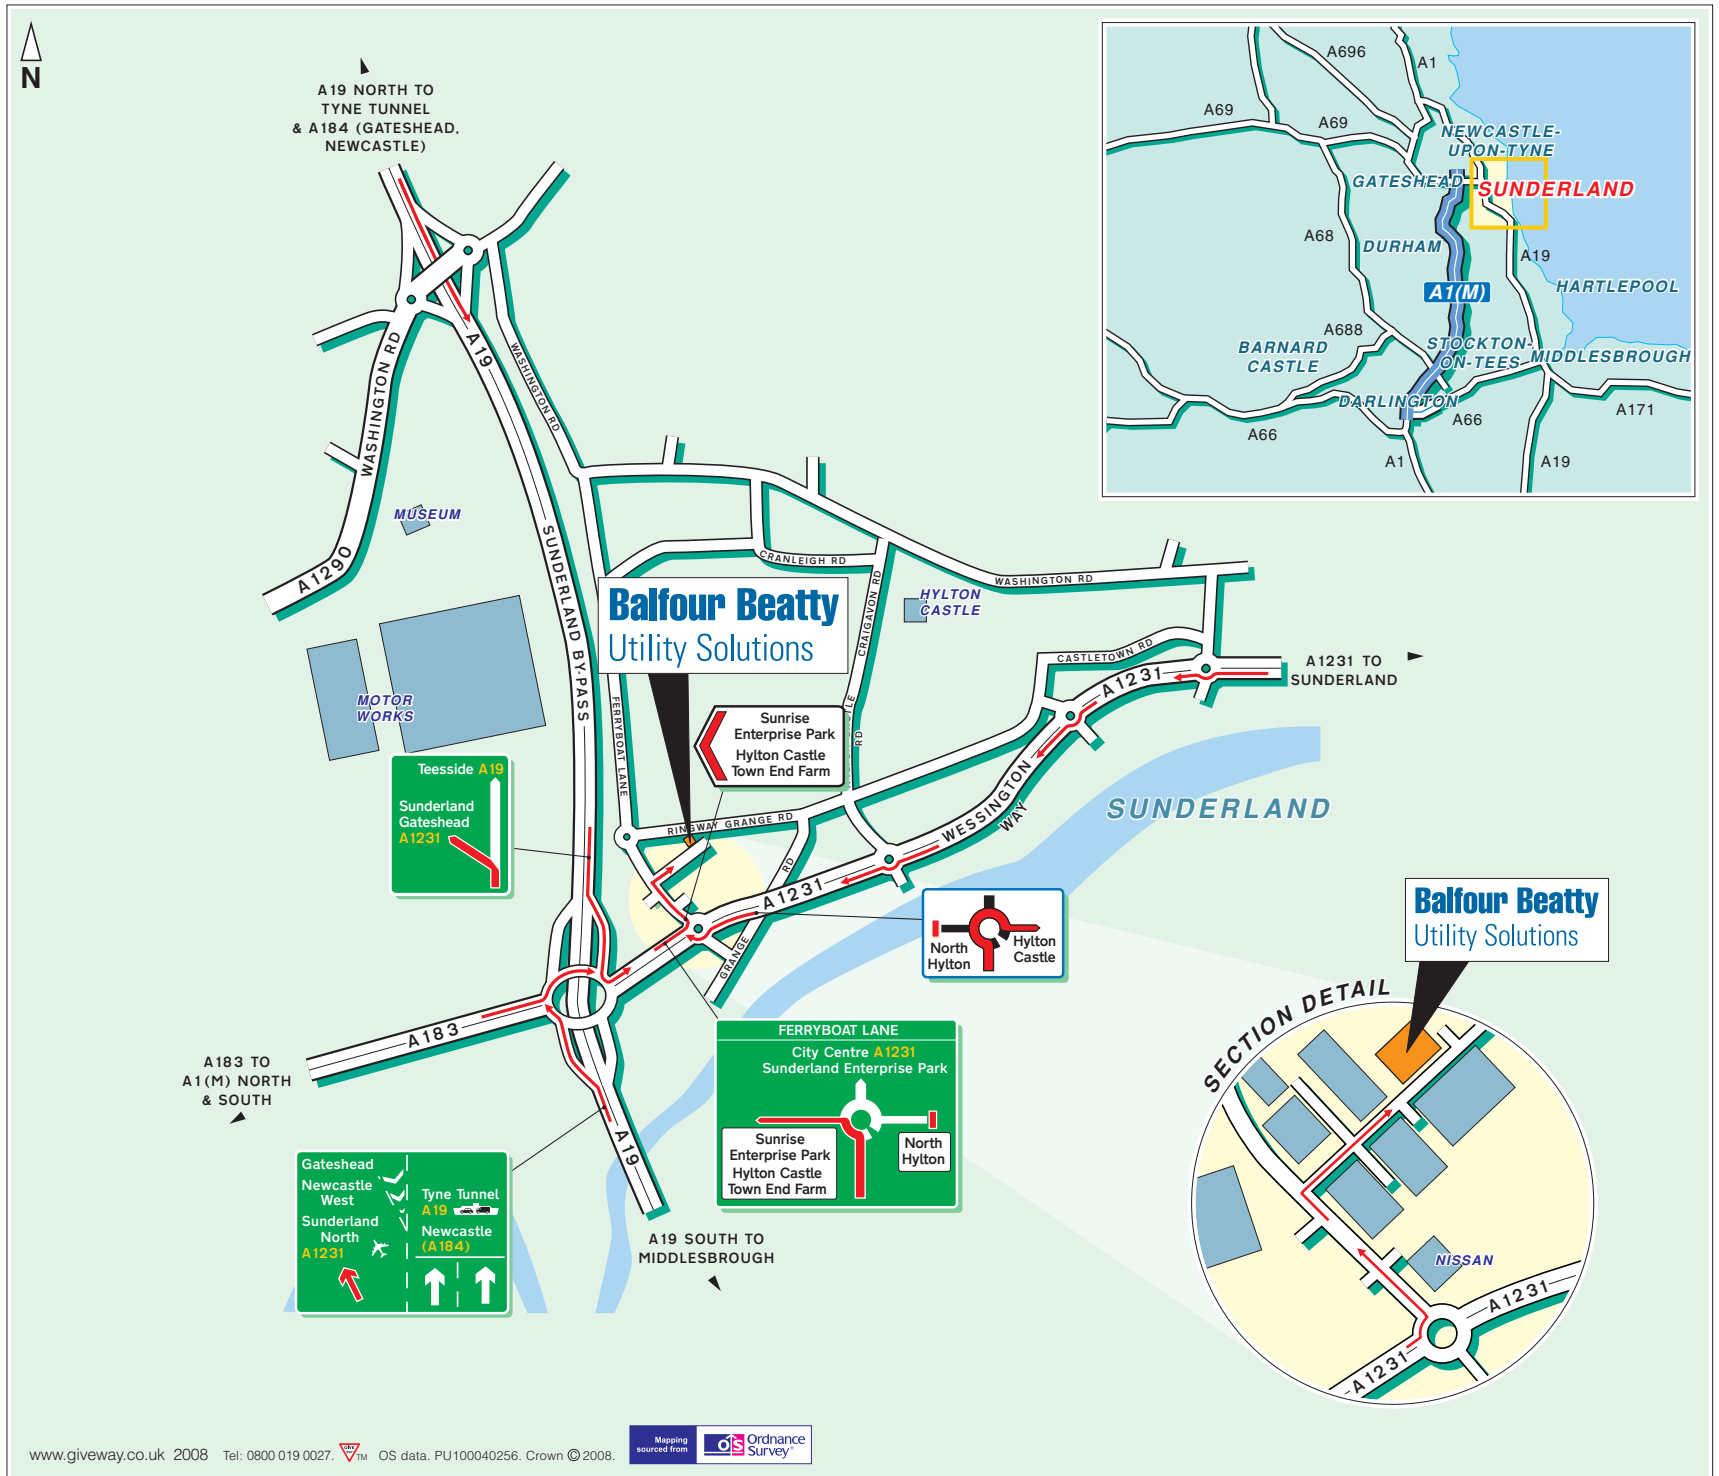 N
A19 NORTH TO
TYNE TUNNEL
& A184 (GATESHEAD,
NEWCASTLE)
A696
A1
A69
A69
NEWCASTLE-
UPON-TYNE
GATESHEAD
SUNDERLAND
A68
DURHAM
A19
HARTLEPOOL
A1(M)
A688
BARNARD
CASTLE
STOCKTON-
ON-TEES
MIDDLESBROUGH
DARLINGTON
A66
A66
A171
A1
A19
A19
WASHINGTON RD
WASHINGTON RD
A1290
MUSEUM
SUNDERLAND BY-PASS
CRANLEIGH RD
CRAIGAVON RD
WASHINGTON RD
HYLTON
CASTLE
Balfour Beatty
Utility Solutions
MOTOR
WORKS
CASTLETOWN RD
A1231
A1231 TO
SUNDERLAND
FERRYBOAT LANE
RD
Sunrise
Enterprise Park
Hylton Castle
Town End Farm
Teesside A19
Sunderland
Gateshead
A1231
RINGWAY GRANGE RD
WESSINGTON
WAY
SUNDERLAND
A1231
GRANGE
RD
North
Hylton
Hylton
Castle
Balfour Beatty
Utility Solutions
SECTION DETAIL
A183
A183 TO
A1(M) NORTH
& SOUTH
FERRYBOAT LANE
City Centre A1231
Sunderland Enterprise Park
Sunrise
Enterprise Park
Hylton Castle
Town End Farm
North
Hylton
A19
Gateshead
Newcastle
West
Sunderland
North
A1231
Tyne Tunnel
A19
Newcastle
(A184)
A19 SOUTH TO
MIDDLESBROUGH
NISSAN
A1231
A1231
www.giveway.co.uk 2008 Tel: 0800 019 0027. GIVE TM OS data. PU100040256. Crown © 2008.
Mapping
sourced from
OS Ordnance
Survey®